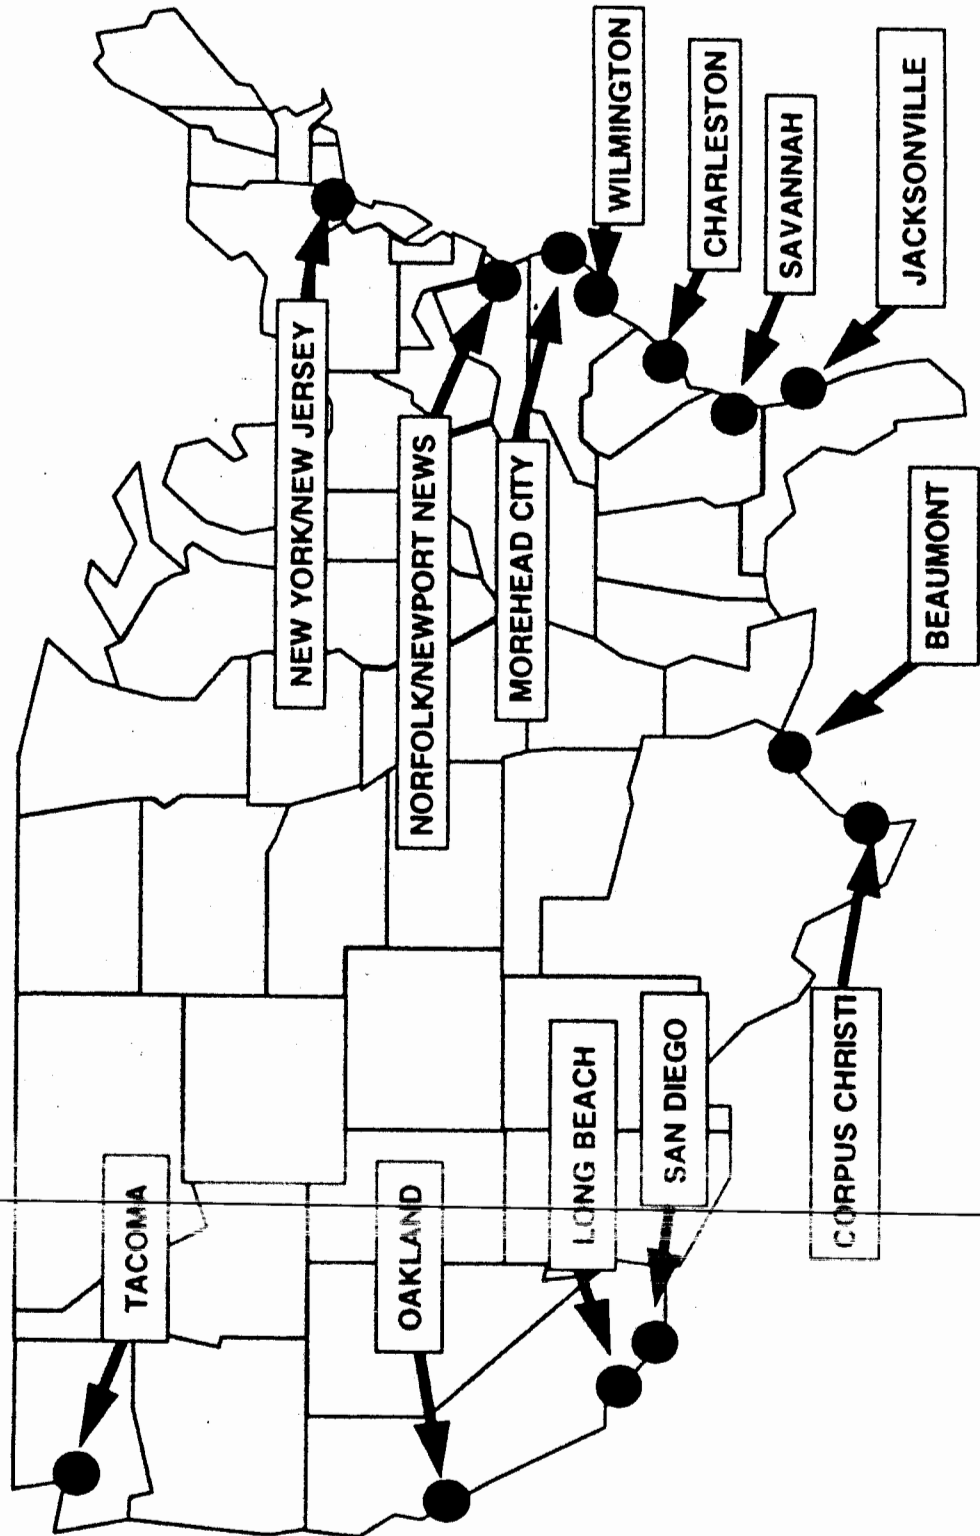 TACOMA
OAKLAND
LONG BEACH
SAN DIEGO
CORPUS CHRISTI
BEAUMONT
NEW YORK/NEW JERSEY
NORFOLK/NEWPORT NEWS
MOREHEAD CITY
WILMINGTON
CHARLESTON
SAVANNAH
JACKSONVILLE